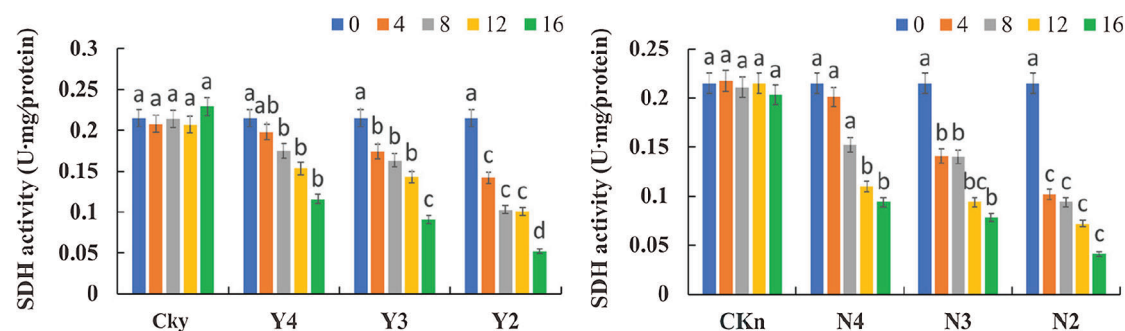 0 4 8 12 16
SDH activity (U·mg/protein)
0.3
0.25
0.2
0.15
0.1
0.05
0
a a a a a
a ab b b b
a b b b c
a c c c d
Cky Y4 Y3 Y2
0 4 8 12 16
SDH activity (U·mg/protein)
0.25
0.2
0.15
0.1
0.05
0
a a a a a
a a a b b
a b b bc b
a c c c c
CKn N4 N3 N2